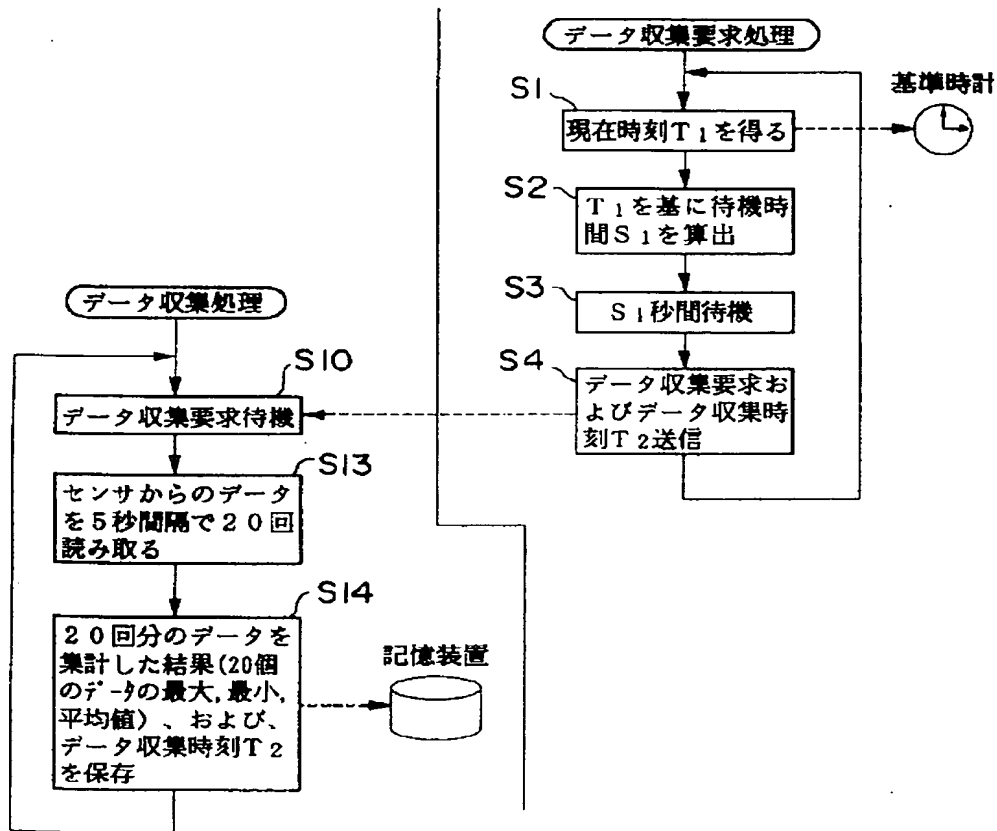 データ収集要求処理
基準時計
S1
現在時刻T₁を得る
S2
T₁を基に待機時
間S₁を算出
S3
S₁秒間待機
S4
データ収集要求お
よびデータ収集時
刻T₂送信
データ収集処理
S10
データ収集要求待機
S13
センサからのデータ
を5秒間隔で20回
読み取る
S14
20回分のデータを
集計した結果(20個
のデータの最大,最小,
平均値)、および、
データ収集時刻T₂
を保存
記憶装置